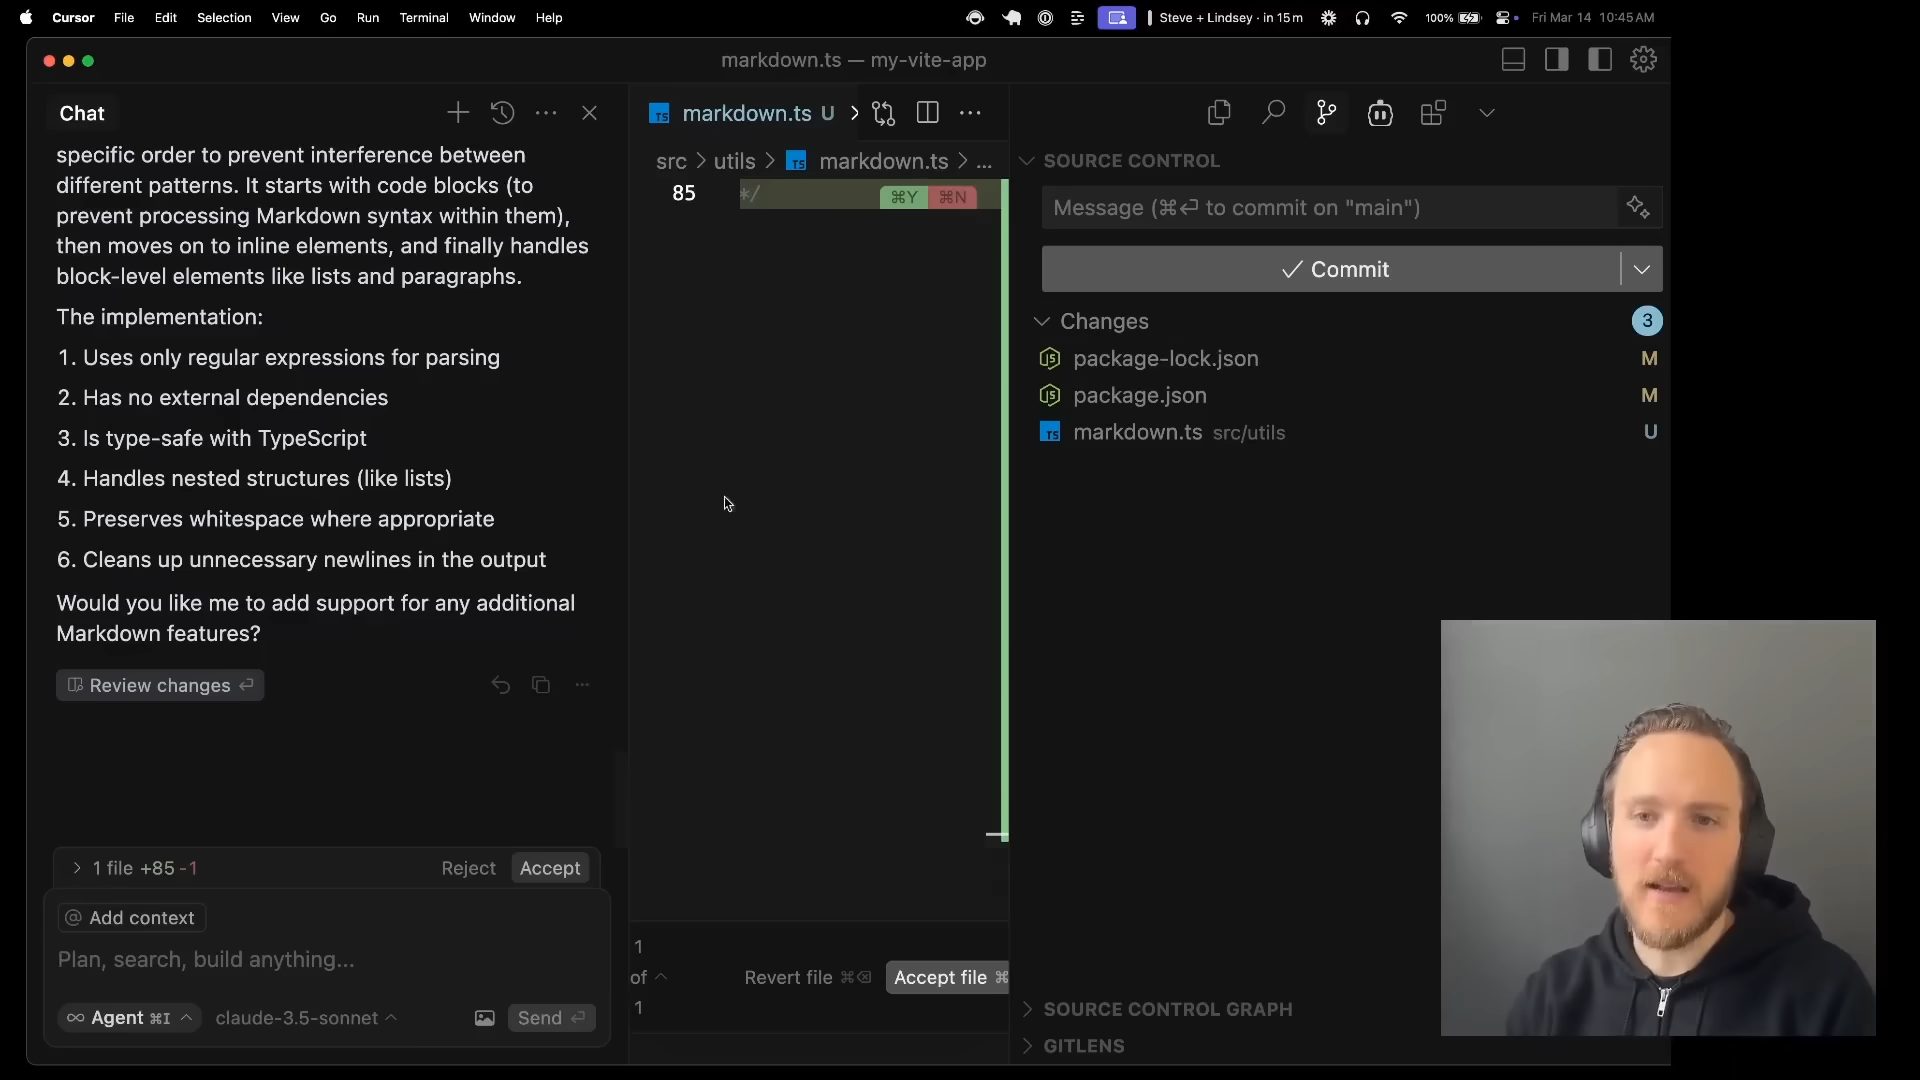 Cursor File Edit Selection View Go Run Terminal Window Help
Steve + Lindsey · in 15 m
100%
Fri Mar 14 10:45 AM
markdown.ts — my-vite-app
Chat
specific order to prevent interference between
different patterns. It starts with code blocks (to
prevent processing Markdown syntax within them),
then moves on to inline elements, and finally handles
block-level elements like lists and paragraphs.
The implementation:
1. Uses only regular expressions for parsing
2. Has no external dependencies
3. Is type-safe with TypeScript
4. Handles nested structures (like lists)
5. Preserves whitespace where appropriate
6. Cleans up unnecessary newlines in the output
Would you like me to add support for any additional
Markdown features?
Review changes ⏎
> 1 file +85 -1
Reject Accept
@ Add context
Plan, search, build anything...
∞ Agent ⌘I
claude-3.5-sonnet
Send ⏎
TS markdown.ts U
src > utils > TS markdown.ts > ...
85 */ ⌘Y ⌘N
1
of
1
Revert file ⌘⌫
Accept file ⌘
SOURCE CONTROL
Message (⌘⏎ to commit on "main")
✓ Commit
Changes 3
JS package-lock.json M
JS package.json M
TS markdown.ts src/utils U
SOURCE CONTROL GRAPH
GITLENS